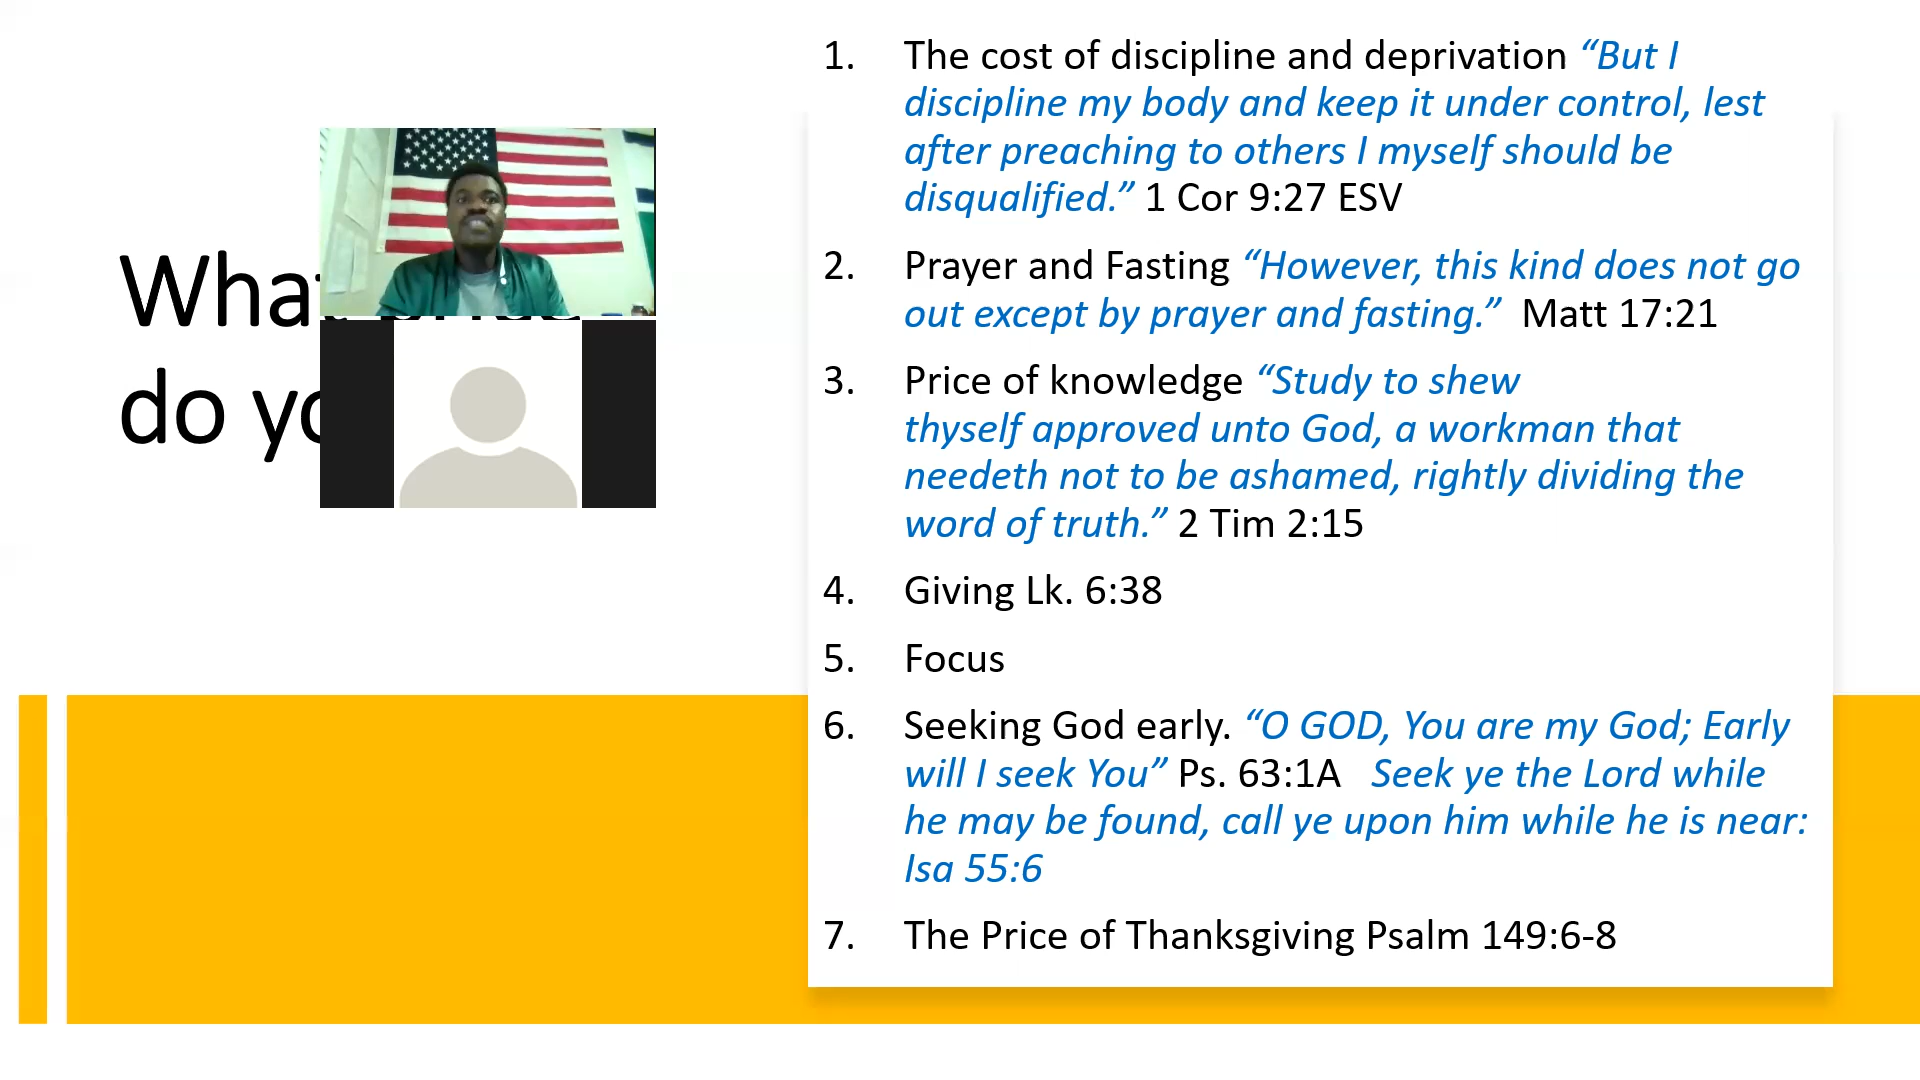 What
do
1. The cost of discipline and deprivation “But I
discipline my body and keep it under control, lest
after preaching to others I myself should be
disqualified.” 1 Cor 9:27 ESV
2. Prayer and Fasting “However, this kind does not go
out except by prayer and fasting.” Matt 17:21
3. Price of knowledge “Study to shew
thyself approved unto God, a workman that
needeth not to be ashamed, rightly dividing the
word of truth.” 2 Tim 2:15
4. Giving Lk. 6:38
5. Focus
6. Seeking God early. “O GOD, You are my God; Early
will I seek You” Ps. 63:1A Seek ye the Lord while
he may be found, call ye upon him while he is near:
Isa 55:6
7. The Price of Thanksgiving Psalm 149:6-8